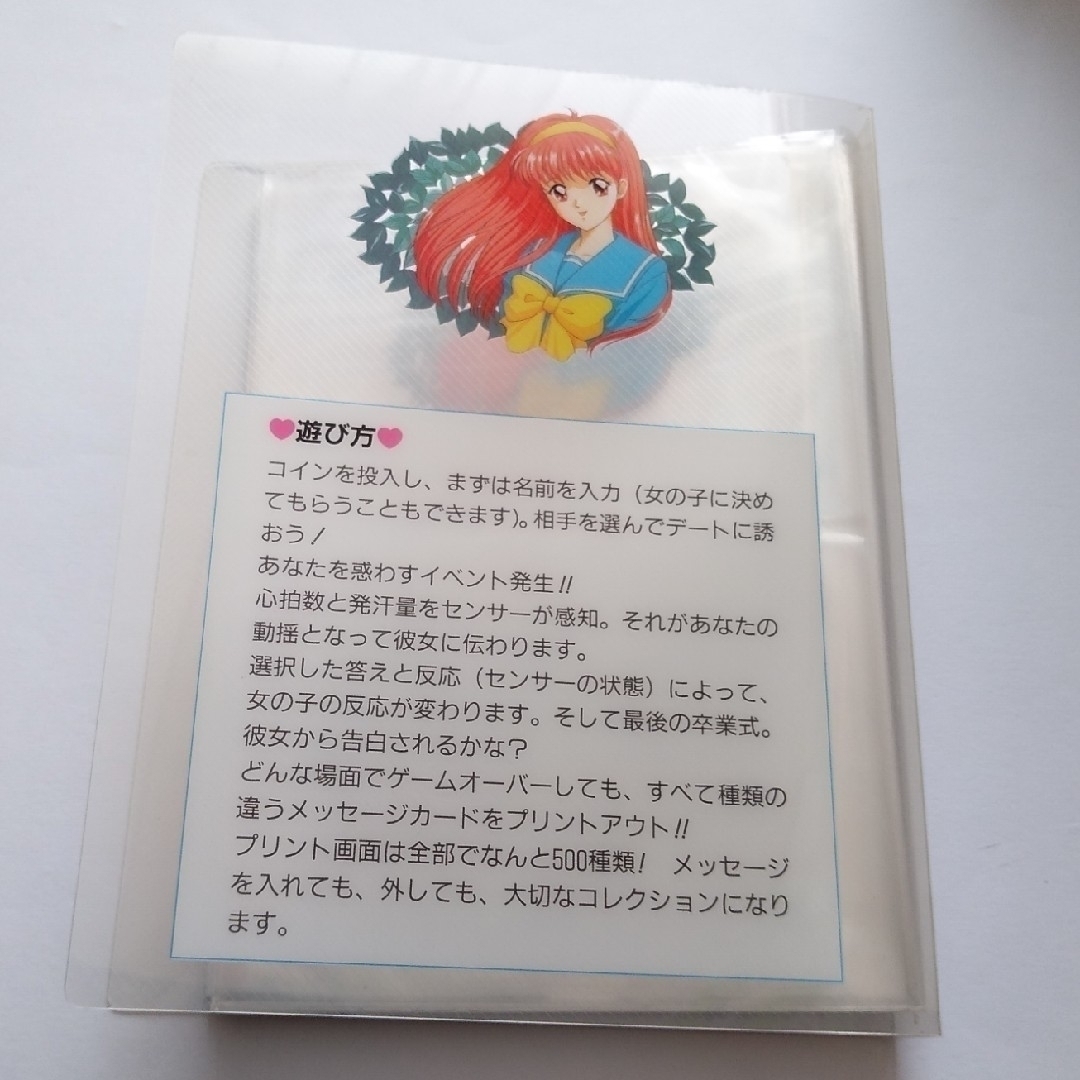 ♥遊び方♥
コインを投入し、まずは名前を入力（女の子に決め
てもらうこともできます）。相手を選んでデートに誘
おう！
あなたを惑わすイベント発生!!
心拍数と発汗量をセンサーが感知。それがあなたの
動揺となって彼女に伝わります。
選択した答えと反応（センサーの状態）によって、
女の子の反応が変わります。そして最後の卒業式。
彼女から告白されるかな？
どんな場面でゲームオーバーしても、すべて種類の
違うメッセージカードをプリントアウト!!
プリント画面は全部でなんと500種類！　メッセージ
を入れても、外しても、大切なコレクションになり
ます。